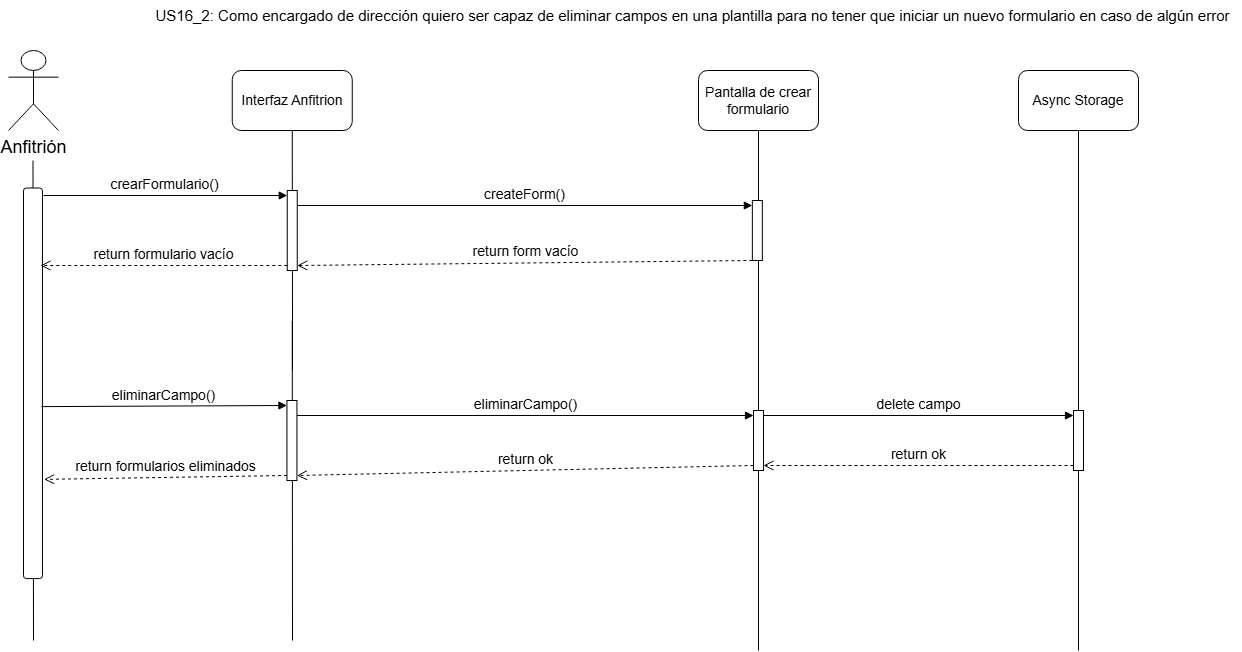 US16_2: Como encargado de dirección quiero ser capaz de eliminar campos en una plantilla para no tener que iniciar un nuevo formulario en caso de algún error
Anfitrión
Interfaz Anfitrion
Pantalla de crear
formulario
Async Storage
crearFormulario()
createForm()
return formulario vacío
return form vacío
eliminarCampo()
eliminarCampo()
delete campo
return formularios eliminados
return ok
return ok